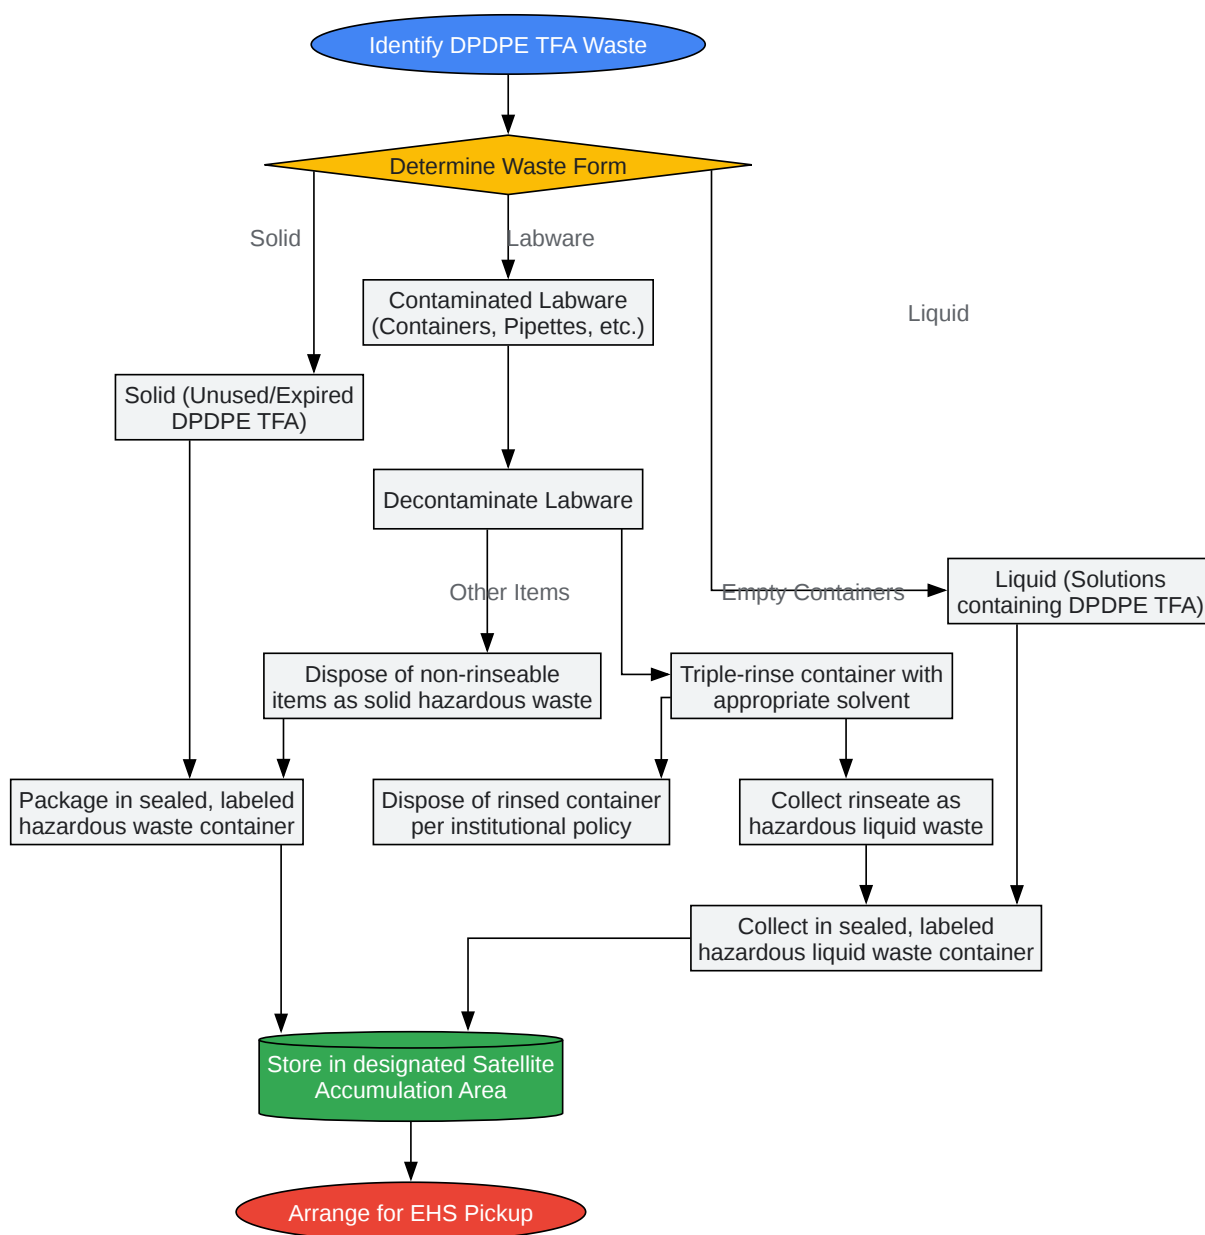 Identify DPDPE TFA Waste
Determine Waste Form
Solid
Labware
Contaminated Labware
(Containers, Pipettes, etc.)
Liquid
Solid (Unused/Expired
DPDPE TFA)
Decontaminate Labware
Other Items
Empty Containers
Liquid (Solutions
containing DPDPE TFA)
Dispose of non-rinseable
items as solid hazardous waste
Triple-rinse container with
appropriate solvent
Package in sealed, labeled
hazardous waste container
Dispose of rinsed container
per institutional policy
Collect rinseate as
hazardous liquid waste
Collect in sealed, labeled
hazardous liquid waste container
Store in designated Satellite
Accumulation Area
Arrange for EHS Pickup